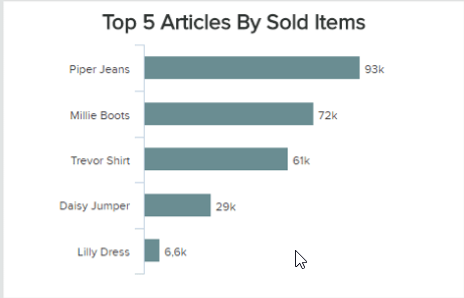 Top 5 Articles By Sold Items
Piper Jeans 93k
Millie Boots 72k
Trevor Shirt 61k
Daisy Jumper 29k
Lilly Dress 6,6k